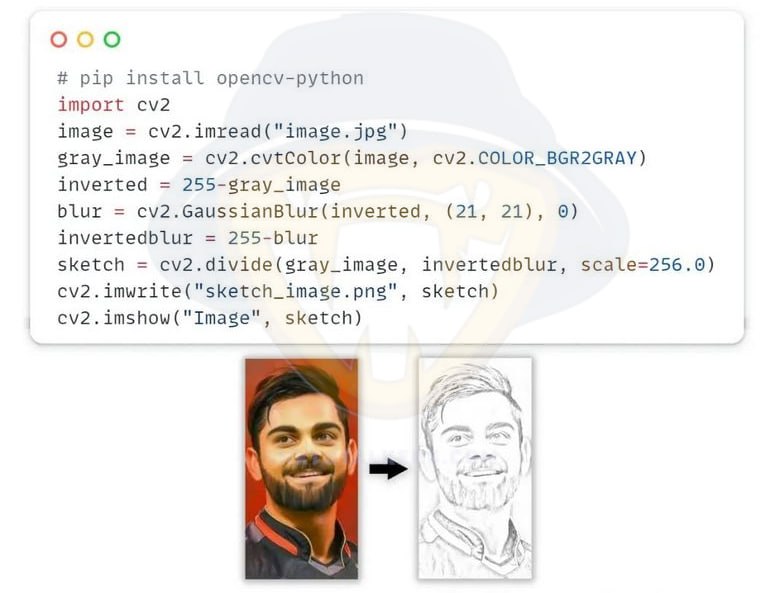 # pip install opencv-python
import cv2
image = cv2.imread("image.jpg")
gray_image = cv2.cvtColor(image, cv2.COLOR_BGR2GRAY)
inverted = 255-gray_image
blur = cv2.GaussianBlur(inverted, (21, 21), 0)
invertedblur = 255-blur
sketch = cv2.divide(gray_image, invertedblur, scale=256.0)
cv2.imwrite("sketch_image.png", sketch)
cv2.imshow("Image", sketch)